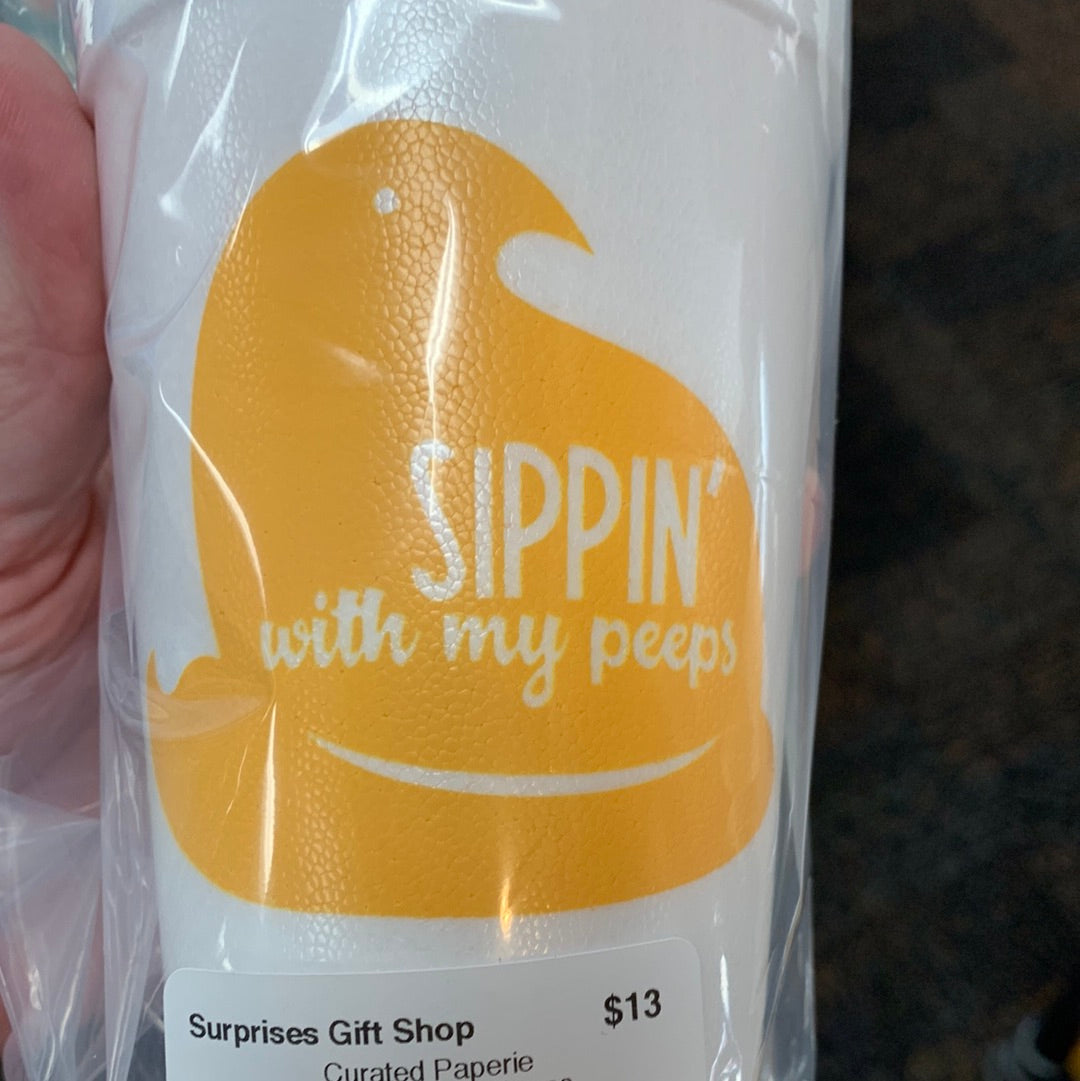 SIPPIN'
with my peeps
Surprises Gift Shop $13
Curated Paperie